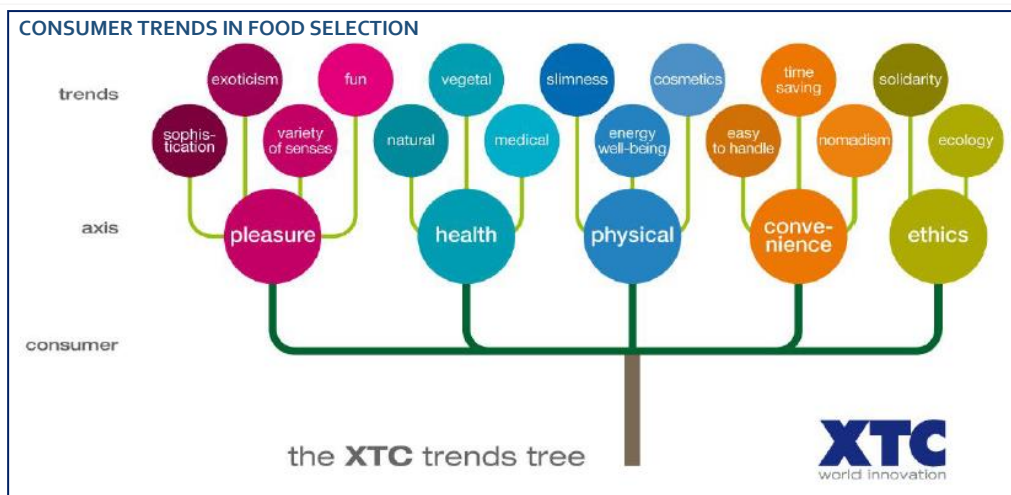 CONSUMER TRENDS IN FOOD SELECTION
trends
exoticism
fun
vegetal
slimness
cosmetics
time
saving
solidarity
sophis-
tication
variety
of senses
natural
medical
energy
well-being
easy
to handle
nomadism
ecology
axis
pleasure
health
physical
conve-
nience
ethics
consumer
the XTC trends tree
XTC
world innovation